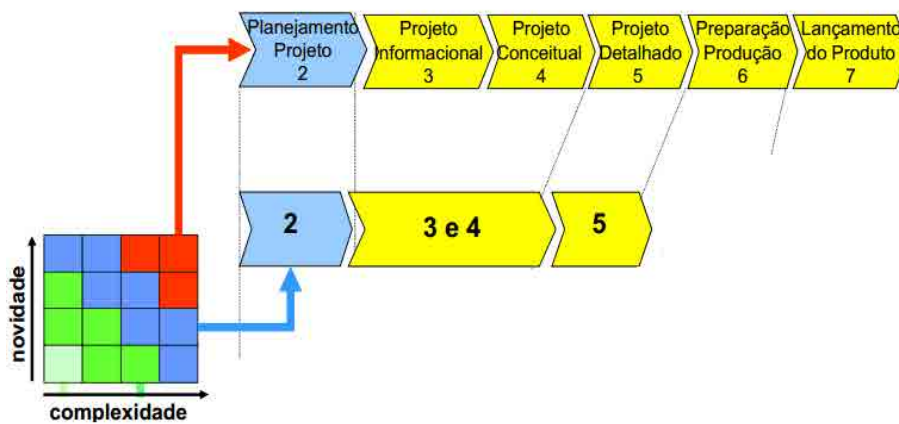 Planejamento
Projeto
2
Projeto
Informacional
3
Projeto
Conceitual
4
Projeto
Detalhado
5
Preparação
Produção
6
Lançamento
do Produto
7
2
3 e 4
5
novidade
complexidade